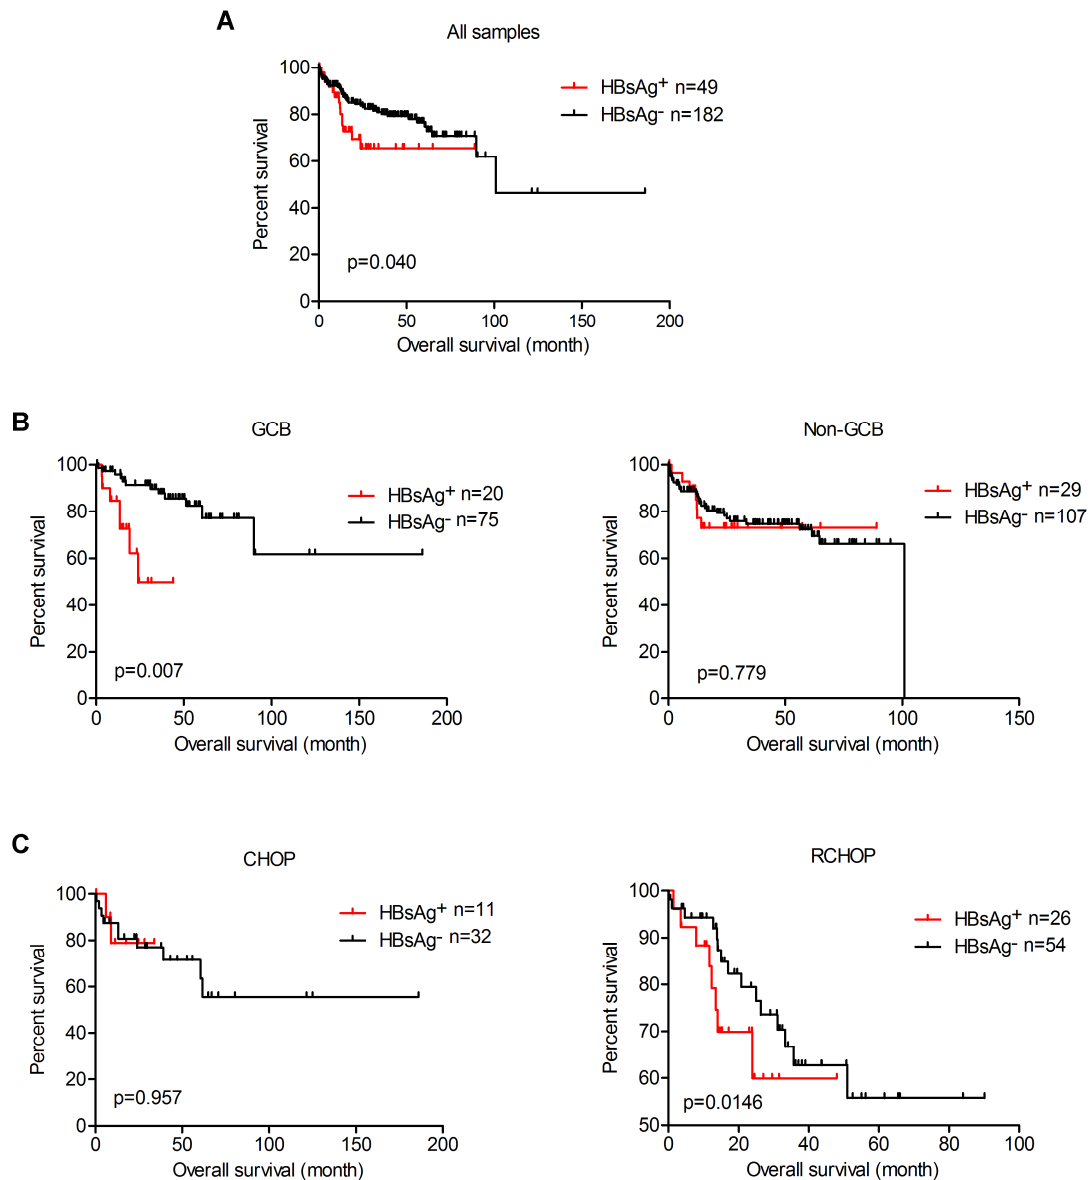 A
All samples
Percent survival
100
80
60
40
20
0
HBsAg+ n=49
HBsAg- n=182
p=0.040
0 50 100 150 200
Overall survival (month)
B
GCB
Percent survival
100
80
60
40
20
0
HBsAg+ n=20
HBsAg- n=75
p=0.007
0 50 100 150 200
Overall survival (month)
Non-GCB
Percent survival
100
80
60
40
20
0
HBsAg+ n=29
HBsAg- n=107
p=0.779
0 50 100 150
Overall survival (month)
C
CHOP
Percent survival
100
80
60
40
20
0
HBsAg+ n=11
HBsAg- n=32
p=0.957
0 50 100 150 200
Overall survival (month)
RCHOP
Percent survival
100
90
80
70
60
50
HBsAg+ n=26
HBsAg- n=54
p=0.0146
0 20 40 60 80 100
Overall survival (month)